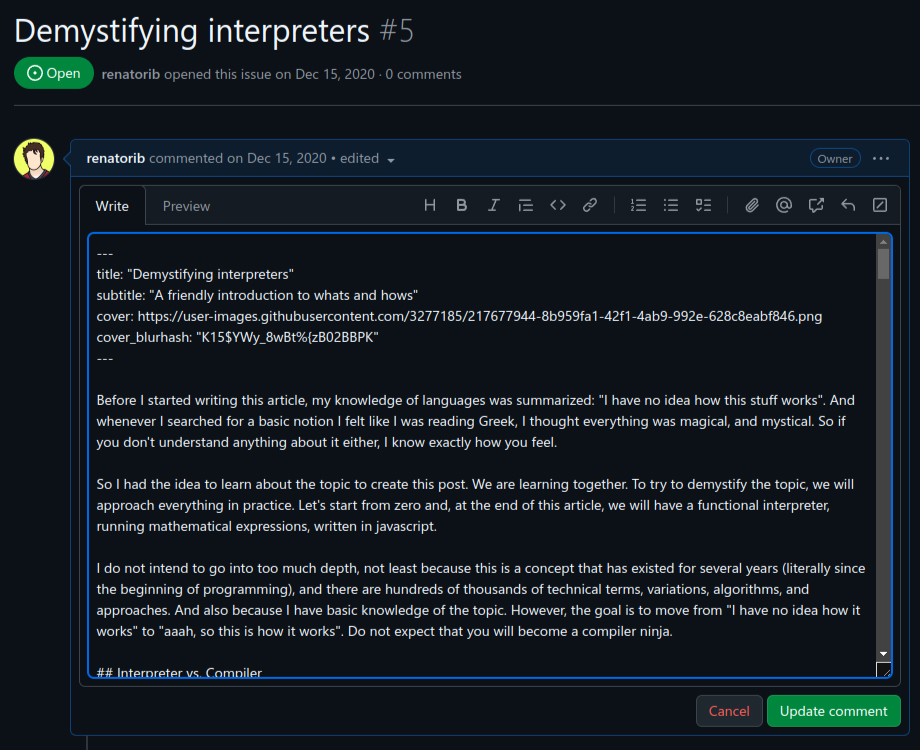 Demystifying interpreters #5
Open renatorib opened this issue on Dec 15, 2020 · 0 comments
renatorib commented on Dec 15, 2020 • edited Owner
Write Preview
---
title: "Demystifying interpreters"
subtitle: "A friendly introduction to whats and hows"
cover: https://user-images.githubusercontent.com/3277185/217677944-8b959fa1-42f1-4ab9-992e-628c8eabf846.png
cover_blurhash: "K15$YWy_8wBt%{zB02BBPK"
---
Before I started writing this article, my knowledge of languages was summarized: "I have no idea how this stuff works". And
whenever I searched for a basic notion I felt like I was reading Greek, I thought everything was magical, and mystical. So if
you don't understand anything about it either, I know exactly how you feel.
So I had the idea to learn about the topic to create this post. We are learning together. To try to demystify the topic, we will
approach everything in practice. Let's start from zero and, at the end of this article, we will have a functional interpreter,
running mathematical expressions, written in javascript.
I do not intend to go into too much depth, not least because this is a concept that has existed for several years (literally since
the beginning of programming), and there are hundreds of thousands of technical terms, variations, algorithms, and
approaches. And also because I have basic knowledge of the topic. However, the goal is to move from "I have no idea how it
works" to "aaah, so this is how it works". Do not expect that you will become a compiler ninja.
## Interpreter vs. Compiler
Cancel Update comment